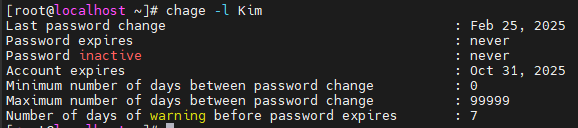 [root@localhost ~]# chage -l Kim
Last password change : Feb 25, 2025
Password expires : never
Password inactive : never
Account expires : Oct 31, 2025
Minimum number of days between password change : 0
Maximum number of days between password change : 99999
Number of days of warning before password expires : 7
[root@localhost ~]#